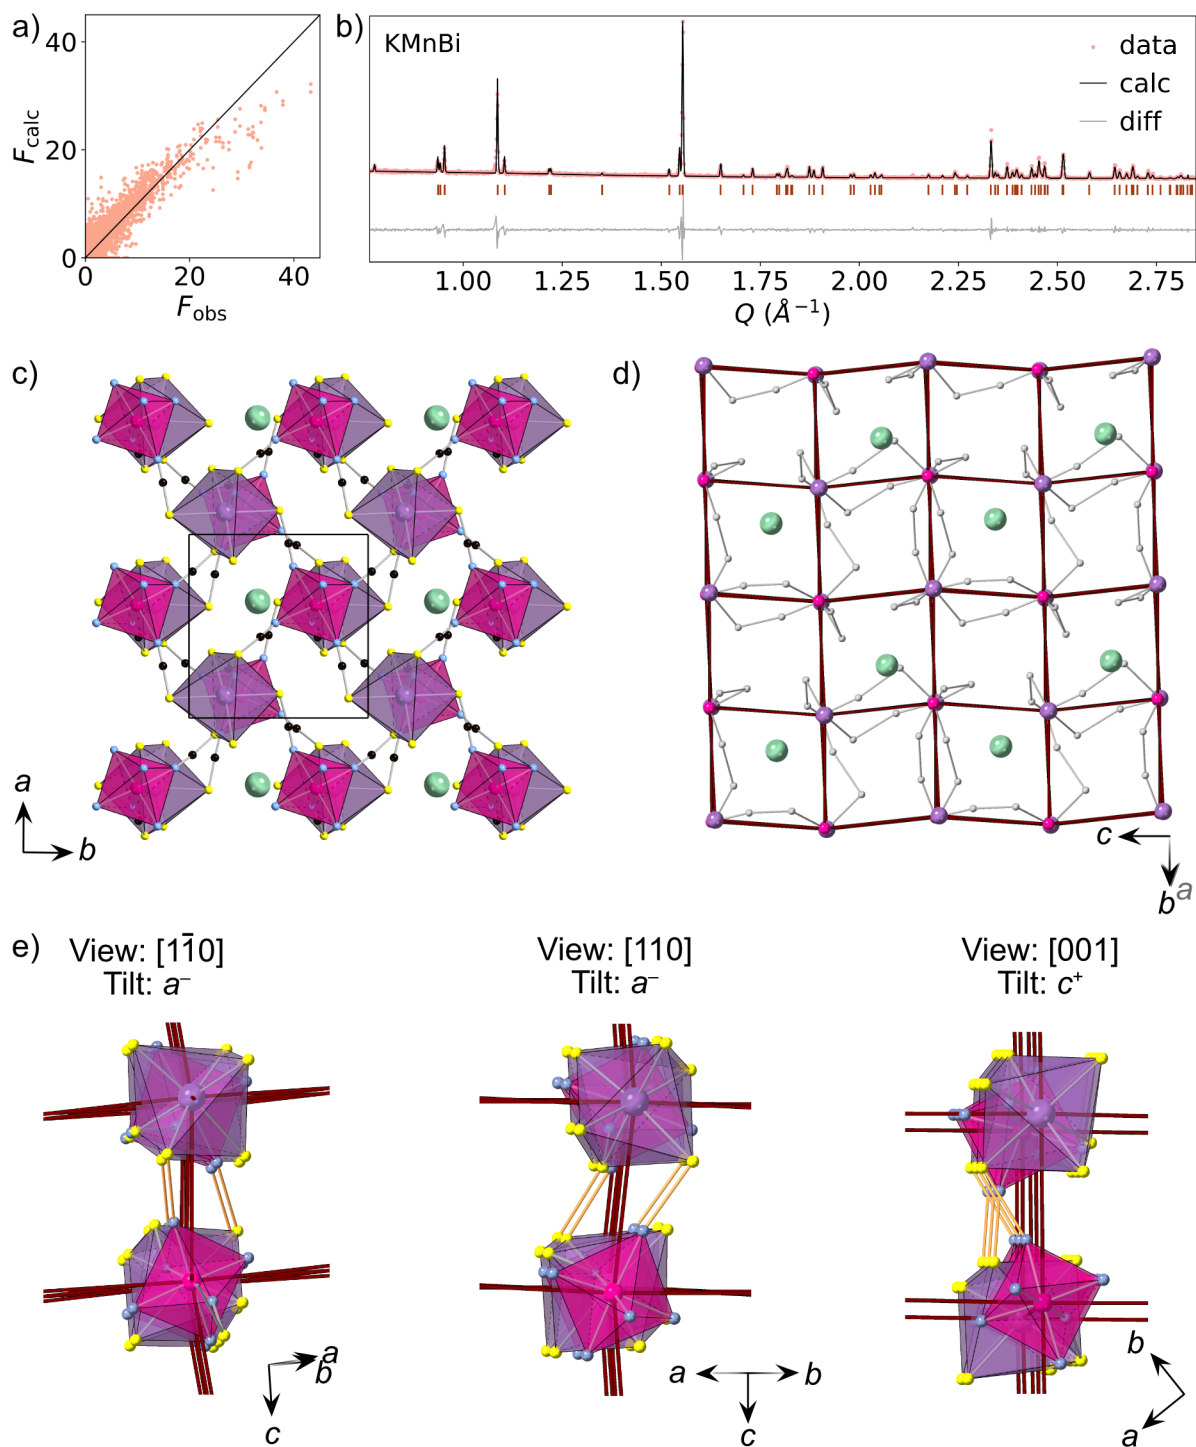 a)
40
20
0
0
20
40
F_calc
F_obs
b)
KMnBi
data
calc
diff
1.00
1.25
1.50
1.75
2.00
2.25
2.50
2.75
Q (Å⁻¹)
c)
a
b
d)
c
b
a
e)
View: [11̅0]
Tilt: a⁻
View: [110]
Tilt: a⁻
View: [001]
Tilt: c⁺
a
b
c
a
b
c
b
a